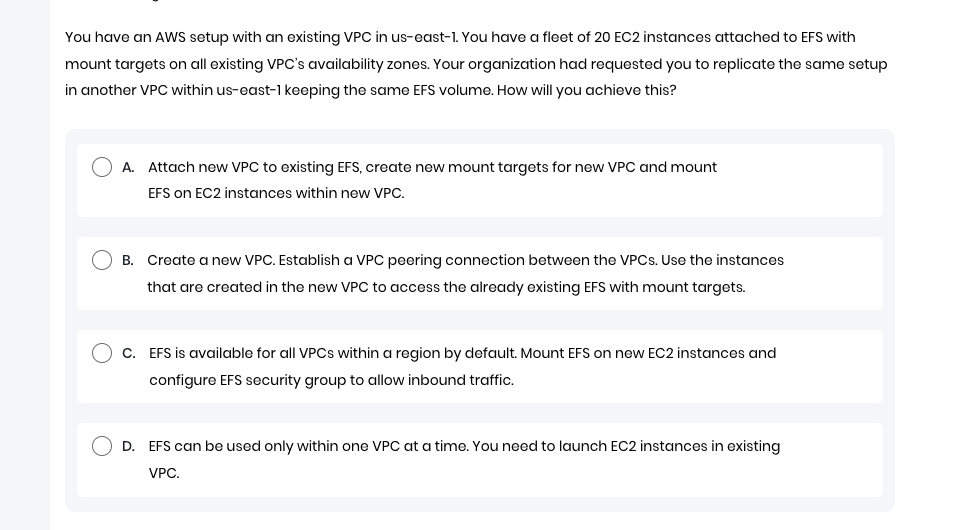 You have an AWS setup with an existing VPC in us-east-1. You have a fleet of 20 EC2 instances attached to EFS with
mount targets on all existing VPC's availability zones. Your organization had requested you to replicate the same setup
in another VPC within us-east-1 keeping the same EFS volume. How will you achieve this?
A. Attach new VPC to existing EFS, create new mount targets for new VPC and mount
EFS on EC2 instances within new VPC.
B. Create a new VPC. Establish a VPC peering connection between the VPCs. Use the instances
that are created in the new VPC to access the already existing EFS with mount targets.
C. EFS is available for all VPCs within a region by default. Mount EFS on new EC2 instances and
configure EFS security group to allow inbound traffic.
D. EFS can be used only within one VPC at a time. You need to launch EC2 instances in existing
VPC.